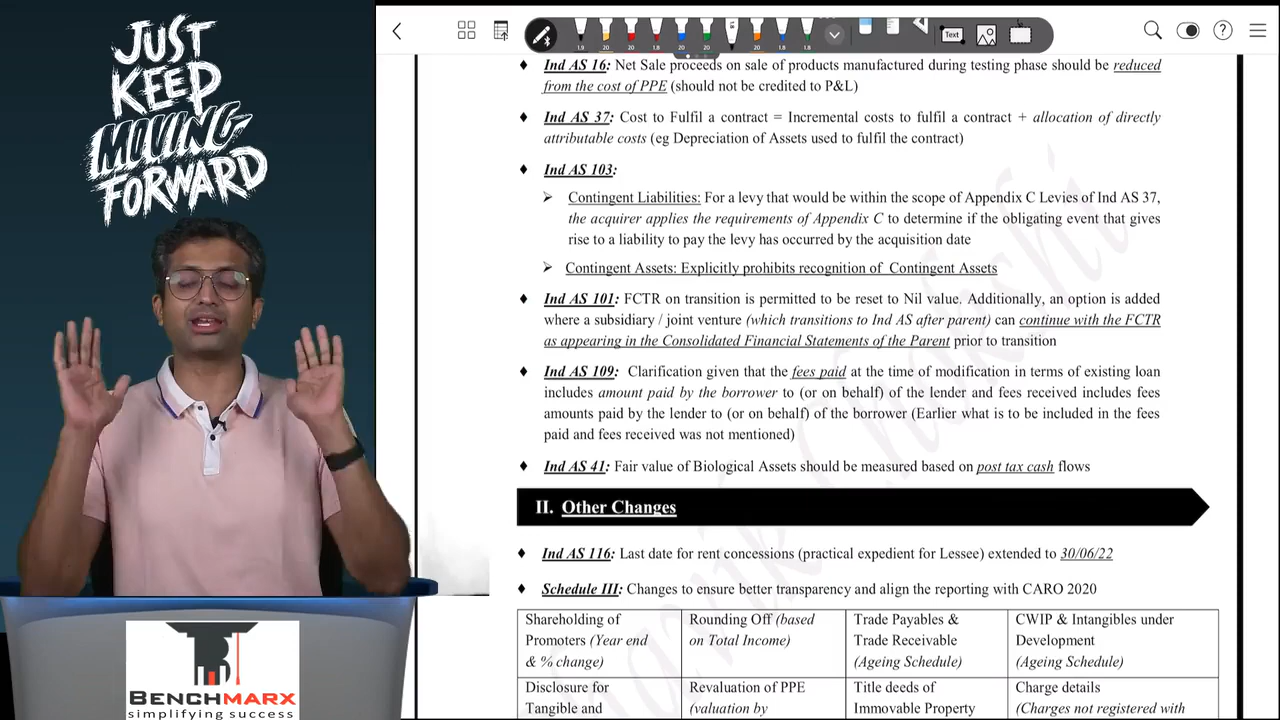 JUST
KEEP
MOVING
FORWARD
BENCHMARX
simplifying success
1.9
20
20
1.8
20
20
1.8
20
1.8
1.8
Text
♦ Ind AS 16: Net Sale proceeds on sale of products manufactured during testing phase should be reduced
from the cost of PPE (should not be credited to P&L)
♦ Ind AS 37: Cost to Fulfil a contract = Incremental costs to fulfil a contract + allocation of directly
attributable costs (eg Depreciation of Assets used to fulfil the contract)
♦ Ind AS 103:
➢ Contingent Liabilities: For a levy that would be within the scope of Appendix C Levies of Ind AS 37,
the acquirer applies the requirements of Appendix C to determine if the obligating event that gives
rise to a liability to pay the levy has occurred by the acquisition date
➢ Contingent Assets: Explicitly prohibits recognition of Contingent Assets
♦ Ind AS 101: FCTR on transition is permitted to be reset to Nil value. Additionally, an option is added
where a subsidiary / joint venture (which transitions to Ind AS after parent) can continue with the FCTR
as appearing in the Consolidated Financial Statements of the Parent prior to transition
♦ Ind AS 109: Clarification given that the fees paid at the time of modification in terms of existing loan
includes amount paid by the borrower to (or on behalf) of the lender and fees received includes fees
amounts paid by the lender to (or on behalf) of the borrower (Earlier what is to be included in the fees
paid and fees received was not mentioned)
♦ Ind AS 41: Fair value of Biological Assets should be measured based on post tax cash flows
II. Other Changes
♦ Ind AS 116: Last date for rent concessions (practical expedient for Lessee) extended to 30/06/22
♦ Schedule III: Changes to ensure better transparency and align the reporting with CARO 2020
Shareholding of
Promoters (Year end
& % change)
Rounding Off (based
on Total Income)
Trade Payables &
Trade Receivable
(Ageing Schedule)
CWIP & Intangibles under
Development
(Ageing Schedule)
Disclosure for
Tangible and
Revaluation of PPE
(valuation by
Title deeds of
Immovable Property
Charge details
(Charges not registered with